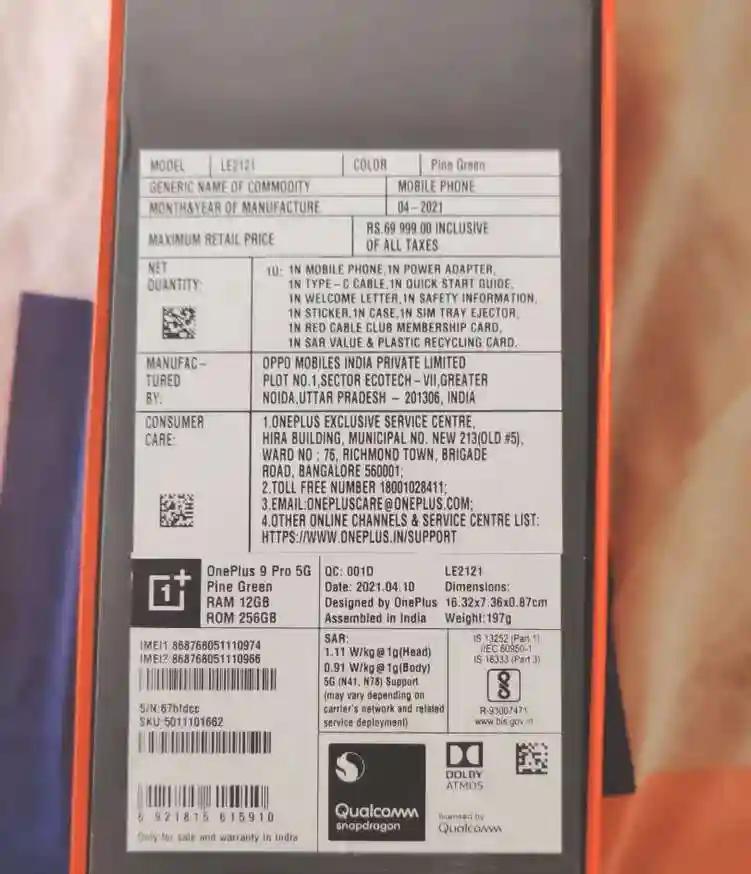 MODEL LE2121 COLOR Pine Green
GENERIC NAME OF COMMODITY MOBILE PHONE
MONTH&YEAR OF MANUFACTURE 04-2021
MAXIMUM RETAIL PRICE RS.69 999.00 INCLUSIVE
OF ALL TAXES
NET
QUANTITY:
1U: 1N MOBILE PHONE,1N POWER ADAPTER,
1N TYPE-C CABLE,1N QUICK START GUIDE,
1N WELCOME LETTER,1N SAFETY INFORMATION,
1N STICKER,1N CASE,1N SIM TRAY EJECTOR,
1N RED CABLE CLUB MEMBERSHIP CARD,
1N SAR VALUE & PLASTIC RECYCLING CARD.
MANUFAC-
TURED
BY:
OPPO MOBILES INDIA PRIVATE LIMITED
PLOT NO.1,SECTOR ECOTECH-VII,GREATER
NOIDA,UTTAR PRADESH - 201306, INDIA
CONSUMER
CARE:
1.ONEPLUS EXCLUSIVE SERVICE CENTRE,
HIRA BUILDING, MUNICIPAL NO. NEW 213(OLD #5),
WARD NO : 76, RICHMOND TOWN, BRIGADE
ROAD, BANGALORE 560001;
2.TOLL FREE NUMBER 18001028411;
3.EMAIL:ONEPLUSCARE@ONEPLUS.COM;
4.OTHER ONLINE CHANNELS & SERVICE CENTRE LIST:
HTTPS://WWW.ONEPLUS.IN/SUPPORT
OnePlus 9 Pro 5G
Pine Green
RAM 12GB
ROM 256GB
QC: 001D LE2121
Date: 2021.04.10 Dimensions:
Designed by OnePlus 16.32x7.36x0.87cm
Assembled in India Weight:197g
IMEI1:868768051110974
IMEI2:868768051110966
S/N:67bfdcc
SKU:5011101662
SAR:
1.11 W/kg@1g(Head)
0.91 W/kg@1g(Body)
5G (N41, N78) Support
(may vary depending on
carrier's network and related
service deployment)
IS 13252 (Part 1)
/IEC 60950-1
IS 16333 (Part 3)
R-93007471
www.bis.gov.in
6 921815 615910
Only for sale and warranty in India
Qualcomm
snapdragon
DOLBY
ATMOS
licensed by
Qualcomm